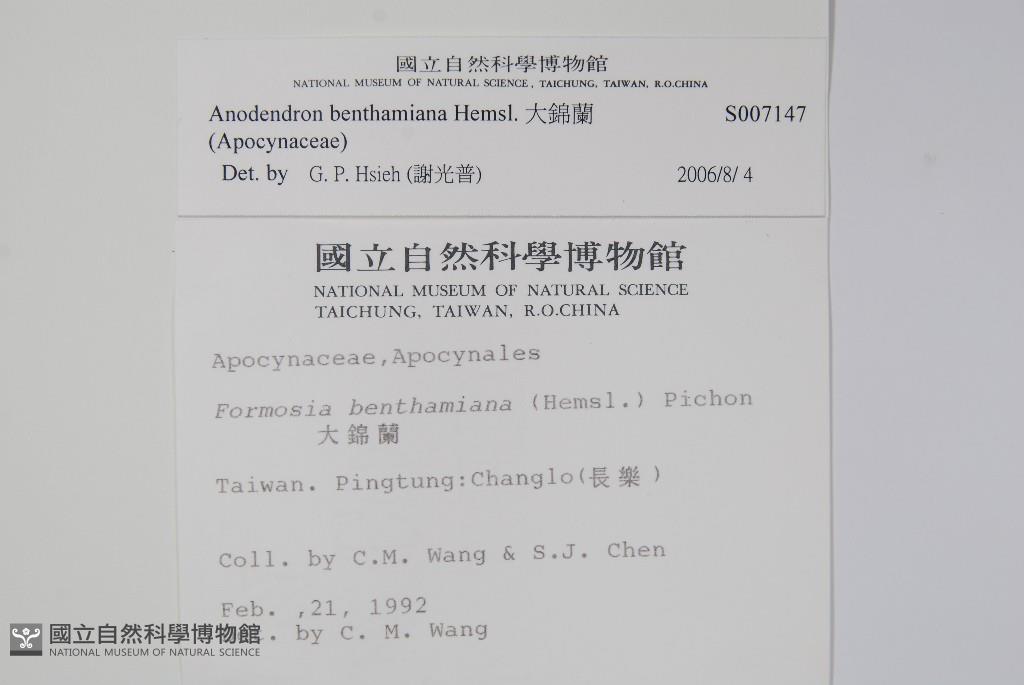 國立自然科學博物館
NATIONAL MUSEUM OF NATURAL SCIENCE, TAICHUNG, TAIWAN, R.O.CHINA
Anodendron benthamiana Hemsl. 大錦蘭 S007147
(Apocynaceae)
Det. by G. P. Hsieh (謝光普) 2006/8/ 4
國立自然科學博物館
NATIONAL MUSEUM OF NATURAL SCIENCE
TAICHUNG, TAIWAN, R.O.CHINA
Apocynaceae,Apocynales
Formosia benthamiana (Hemsl.) Pichon
大錦蘭
Taiwan. Pingtung:Changlo(長樂)
Coll. by C.M. Wang & S.J. Chen
Feb. ,21, 1992
by C. M. Wang
國立自然科學博物館
NATIONAL MUSEUM OF NATURAL SCIENCE